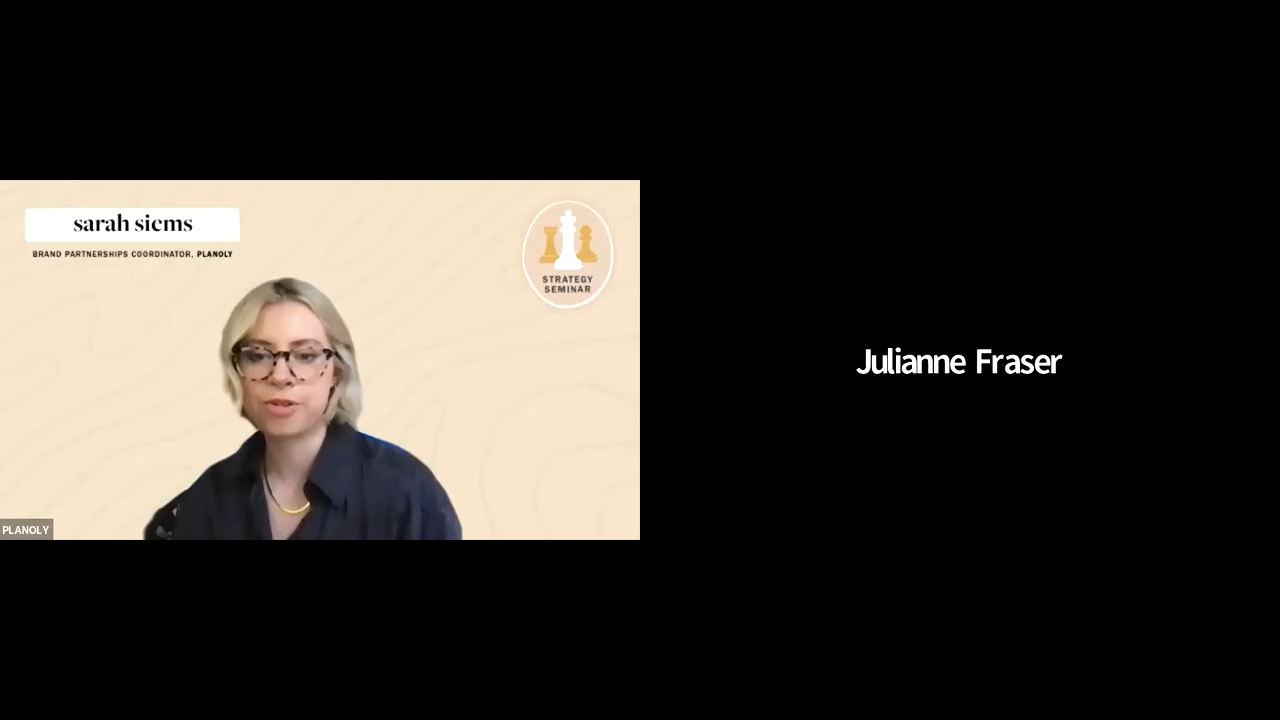 sarah siems
BRAND PARTNERSHIPS COORDINATOR, PLANOLY
STRATEGY
SEMINAR
PLANOLY
Julianne Fraser